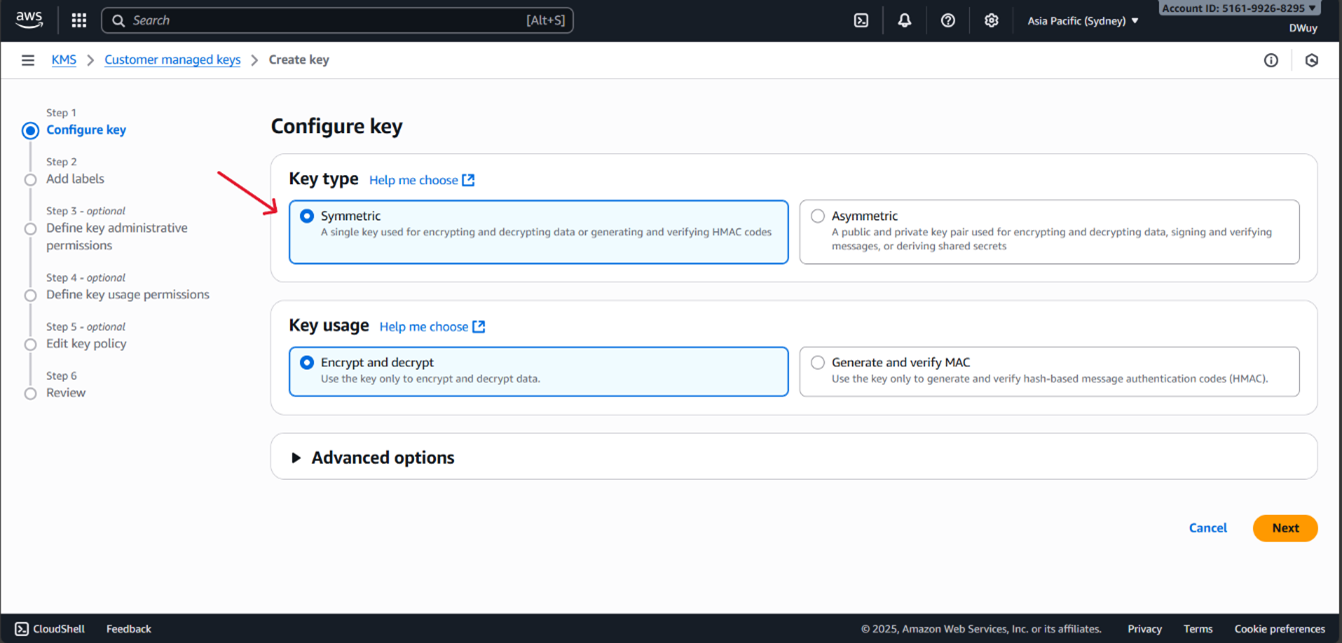 aws
Search
[Alt+S]
Asia Pacific (Sydney)
Account ID: 5161-9926-8295
DWuy
KMS
Customer managed keys
Create key
Step 1
Configure key
Step 2
Add labels
Step 3 - optional
Define key administrative
permissions
Step 4 - optional
Define key usage permissions
Step 5 - optional
Edit key policy
Step 6
Review
Configure key
Key type Help me choose
Symmetric
A single key used for encrypting and decrypting data or generating and verifying HMAC codes
Asymmetric
A public and private key pair used for encrypting and decrypting data, signing and verifying
messages, or deriving shared secrets
Key usage Help me choose
Encrypt and decrypt
Use the key only to encrypt and decrypt data.
Generate and verify MAC
Use the key only to generate and verify hash-based message authentication codes (HMAC).
Advanced options
Cancel
Next
CloudShell
Feedback
© 2025, Amazon Web Services, Inc. or its affiliates.
Privacy
Terms
Cookie preferences